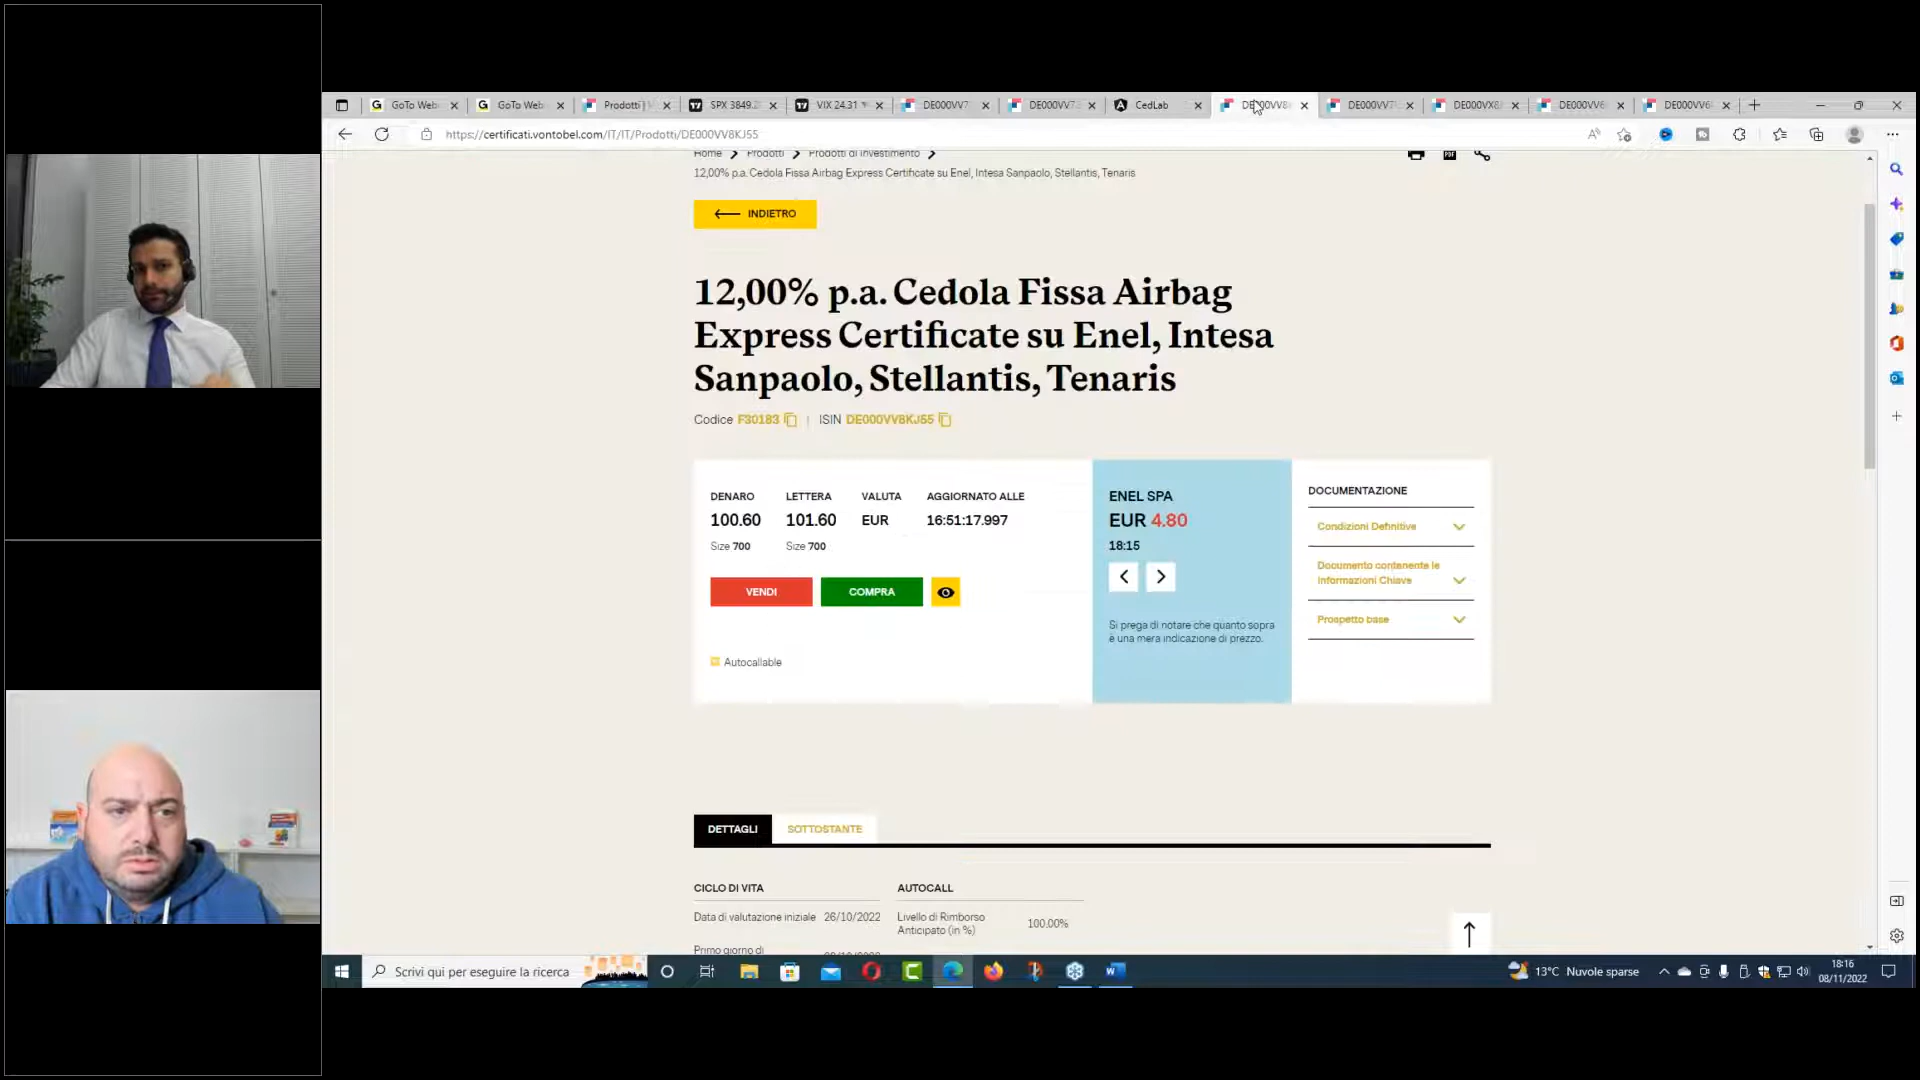 GoTo Web
GoTo Web
Prodotti
SPX 3849.
VIX 24.31
DE000VV7
DE000VV7
CedLab
DE000VV8
DE000VV7
DE000VX8
DE000VV6
DE000VV6
https://certificati.vontobel.com/IT/IT/Prodotti/DE000VV8KJ55
Home
Prodotti
Prodotti di investimento
12,00% p.a. Cedola Fissa Airbag Express Certificate su Enel, Intesa Sanpaolo, Stellantis, Tenaris
INDIETRO
12,00% p.a. Cedola Fissa Airbag
Express Certificate su Enel, Intesa
Sanpaolo, Stellantis, Tenaris
Codice F30183 | ISIN DE000VV8KJ55
DENARO
LETTERA
VALUTA
AGGIORNATO ALLE
100.60
101.60
EUR
16:51:17.997
Size 700
Size 700
VENDI
COMPRA
Autocallable
ENEL SPA
EUR 4.80
18:15
Si prega di notare che quanto sopra
è una mera indicazione di prezzo.
DOCUMENTAZIONE
Condizioni Definitive
Documento contenente le
Informazioni Chiave
Prospetto base
DETTAGLI
SOTTOSTANTE
CICLO DI VITA
Data di valutazione iniziale 26/10/2022
Primo giorno di
AUTOCALL
Livello di Rimborso
Anticipato (in %)
100.00%
Scrivi qui per eseguire la ricerca
13°C Nuvole sparse
18:16
08/11/2022